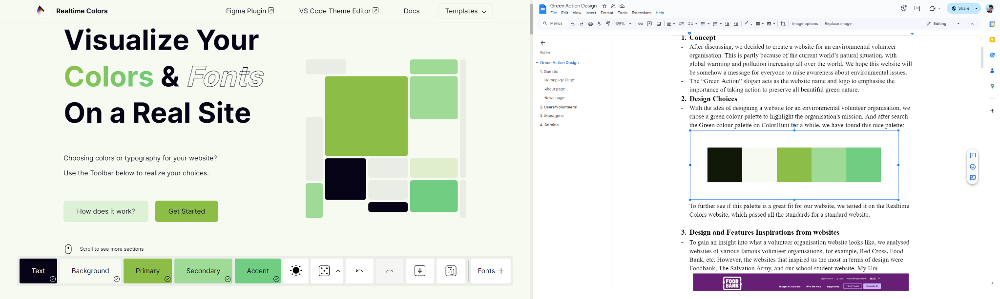 Realtime Colors
Figma Plugin
VS Code Theme Editor
Docs
Templates
Visualize Your
Colors & Fonts
On a Real Site
Choosing colors or typography for your website?
Use the Toolbar below to realize your choices.
How does it work?
Get Started
Scroll to see more sections
Text
Background
Primary
Secondary
Accent
Fonts +
Green Action Design
File Edit View Insert Format Tools Extensions Help
Share
Menus
125%
Image options
Replace image
Editing
Outline
Green Action Design
1. Guests:
Homepage Page:
About page:
News page:
2. Users/Volunteers:
3. Managers:
4. Admins:
1. Concept
- After discussing, we decided to create a website for an environmental volunteer
organisation. This is partly because of the current world's natural situation, with
global warming and pollution increasing all over the world. We hope this website will
be somehow a message for everyone to raise awareness about environmental issues.
- The “Green Action” slogan acts as the website name and logo to emphasise the
importance of taking action to preserve all beautiful green nature.
2. Design Choices
- With the idea of designing a website for an environmental volunteer organisation, we
chose a green colour palette to highlight the organisation's mission. And after search
the Green colour palette on ColorHunt for a while, we have found this nice palette:
To further see if this palette is a great fit for our website, we tested it on the Realtime
Colors website, which passed all the standards for a standard website.
3. Design and Features Inspirations from websites
- To gain an insight into what a volunteer organisation website looks like, we analysed
websites of various famous volunteer organisations, for example, Red Cross, Food
Bank, etc. However, the websites that inspired us the most in terms of design were
Foodbank, The Salvation Army, and our school student website, My Uni.
FOOD
BANK
Contact us
Log in
You're viewing Foodbank
SA/NT
Hunger In Australia
Who We Help
Support Us
Find Food
Donate $